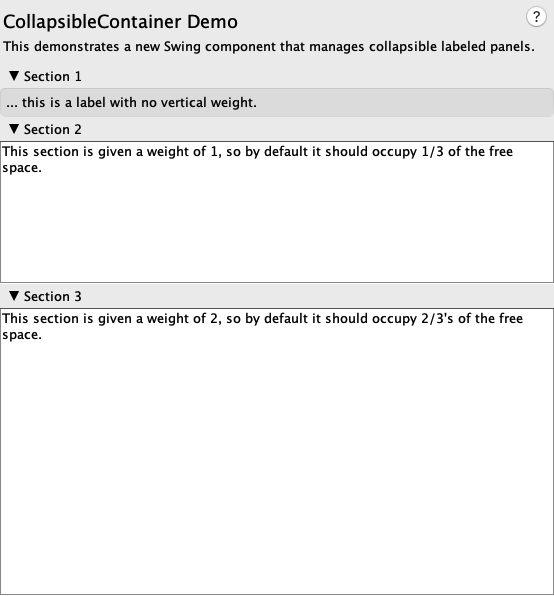 CollapsibleContainer Demo
?
This demonstrates a new Swing component that manages collapsible labeled panels.
▼ Section 1
... this is a label with no vertical weight.
▼ Section 2
This section is given a weight of 1, so by default it should occupy 1/3 of the free
space.
▼ Section 3
This section is given a weight of 2, so by default it should occupy 2/3's of the free
space.